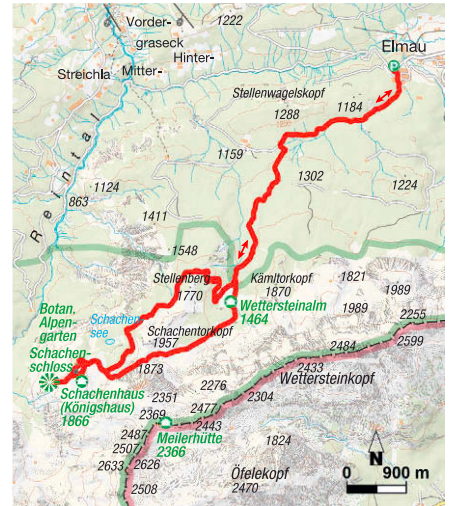 1222
Vorder-
graseck
Hinter-
Mitter-
Streichla
Elmau
P
Stellenwagelskopf
1184
1288
Reintal
1159
1302
1224
1124
863
1411
1548
Stellenberg
1770
Kämltorkopf
1870
1821
1989
1989
Wettersteinalm
1464
Botan.
Alpen-
garten
Schachen
see
Schachentorkopf
1957
2255
2599
2484
Schachen-
schloss
1873
2433
Wettersteinkopf
2276
2304
2351
Schachenhaus
(Königshaus)
1866
2369
2477
2443
Meilerhütte
2366
2487
2507
2633
2626
2508
1824
Öfelekopf
2470
N
0 900 m